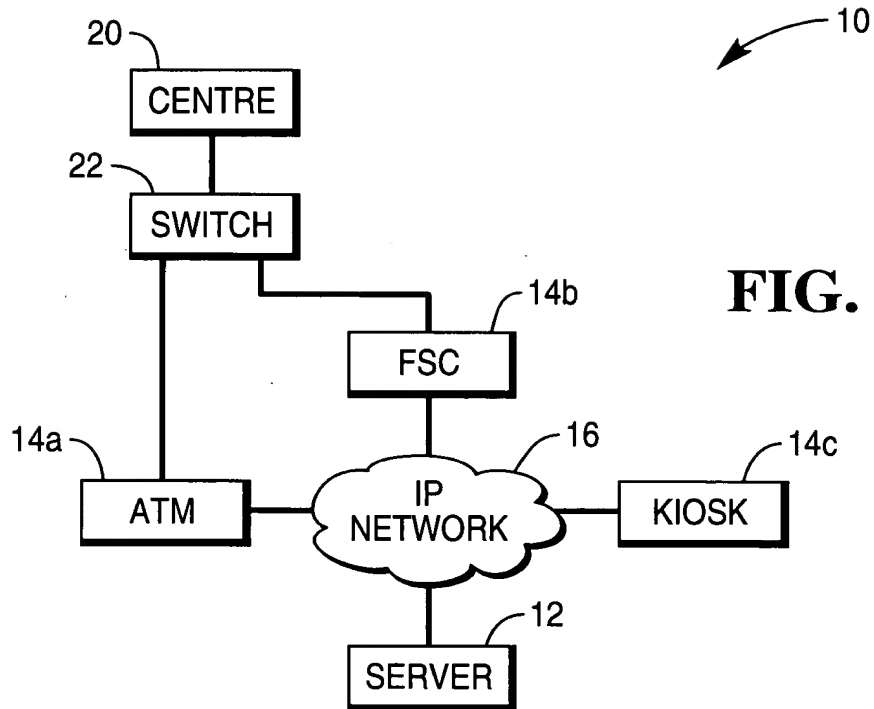 10
20
CENTRE
22
SWITCH
FIG.
14b
FSC
14a
ATM
16
IP
NETWORK
14c
KIOSK
12
SERVER